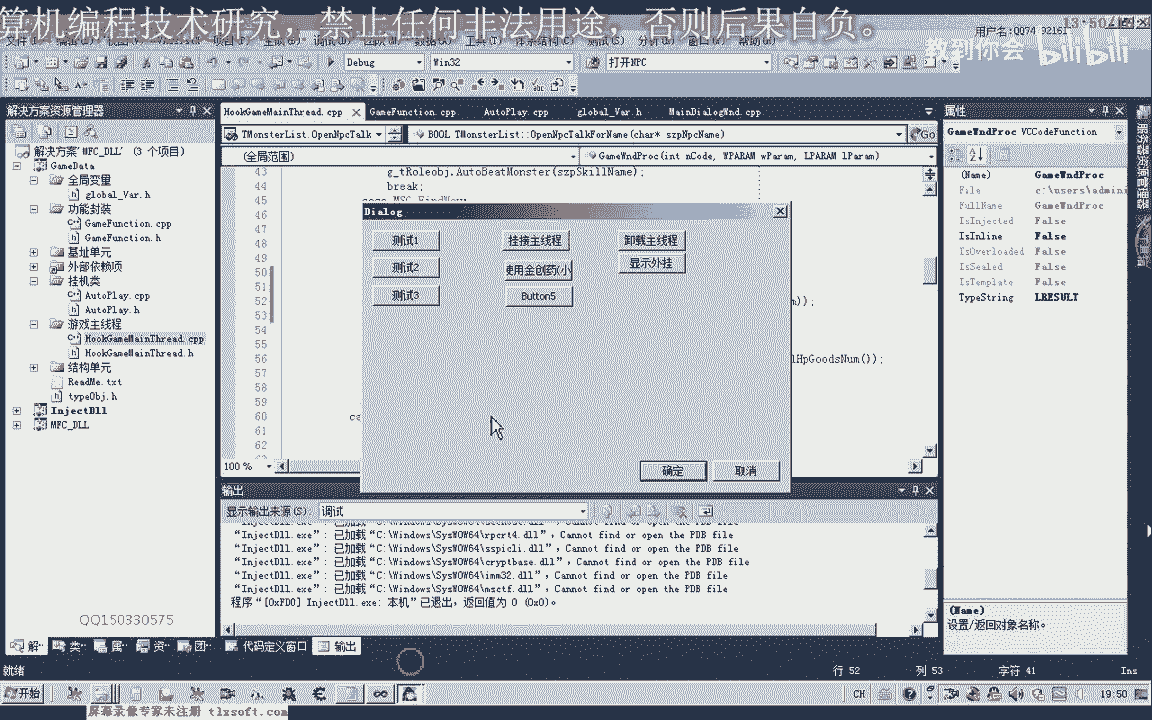 算机编程技术研究，禁止任何非法用途，否则后果自负。
13:50
用户名:QQ74 92161
教到你会 bilibili
Debug Win32 打开NPC
解决方案资源管理器
HookGameMainThread.cpp GameFunction.cpp AutoPlay.cpp global_Var.h MainDialogWnd.cpp
属性
TMonsterList.OpenNpcTalk BOOL TMonsterList::OpenNpcTalkForName(char* szpNpcName) Go
(全局范围) GameWndProc(int nCode, WPARAM wParam, LPARAM lParam)
GameWndProc VCCodeFunction
解决方案"MFC_DLL" (3 个项目)
GameData
全局变量
global_Var.h
功能封装
GameFunction.cpp
GameFunction.h
基址单元
外部依赖项
挂机类
AutoPlay.cpp
AutoPlay.h
游戏主线程
HookGameMainThread.cpp
HookGameMainThread.h
结构单元
ReadMe.txt
typeObj.h
InjectDll
MFC_DLL
43 g_tRoleobj.AutoBeatMonster(szpSkillName);
44 break;
45
46
47
48
49
50
51
52 m));
53
54
55
56 lHpGoodsNum());
57
58
59
60 ca
61
62
100 %
Dialog
测试1 挂接主线程 卸载主线程
测试2 使用金创药(小 显示外挂
测试3 Button5
确定 取消
(Name) GameWndProc
File c:\users\admini
FullName GameWndProc
IsInjected False
IsInline False
IsOverloaded False
IsSealed False
IsTemplate False
TypeString LRESULT
(Name)
设置/返回对象名称。
服务器资源管理器
输出
显示输出来源(S): 调试
"InjectDll.exe": 已加载"C:\Windows\SysWOW64\rpcrt4.dll", Cannot find or open the PDB file
"InjectDll.exe": 已加载"C:\Windows\SysWOW64\sspicli.dll", Cannot find or open the PDB file
"InjectDll.exe": 已加载"C:\Windows\SysWOW64\cryptbase.dll", Cannot find or open the PDB file
"InjectDll.exe": 已加载"C:\Windows\SysWOW64\imm32.dll", Cannot find or open the PDB file
"InjectDll.exe": 已加载"C:\Windows\SysWOW64\msctf.dll", Cannot find or open the PDB file
程序"[0xFD0] InjectDll.exe: 本机"已退出，返回值为 0 (0x0)。
QQ150330575
解 类 属 资 团 代码定义窗口 输出
就绪 行 52 列 53 字符 41 Ins
开始 CH 19:50
屏幕录像专家未注册 tlxsoft.com